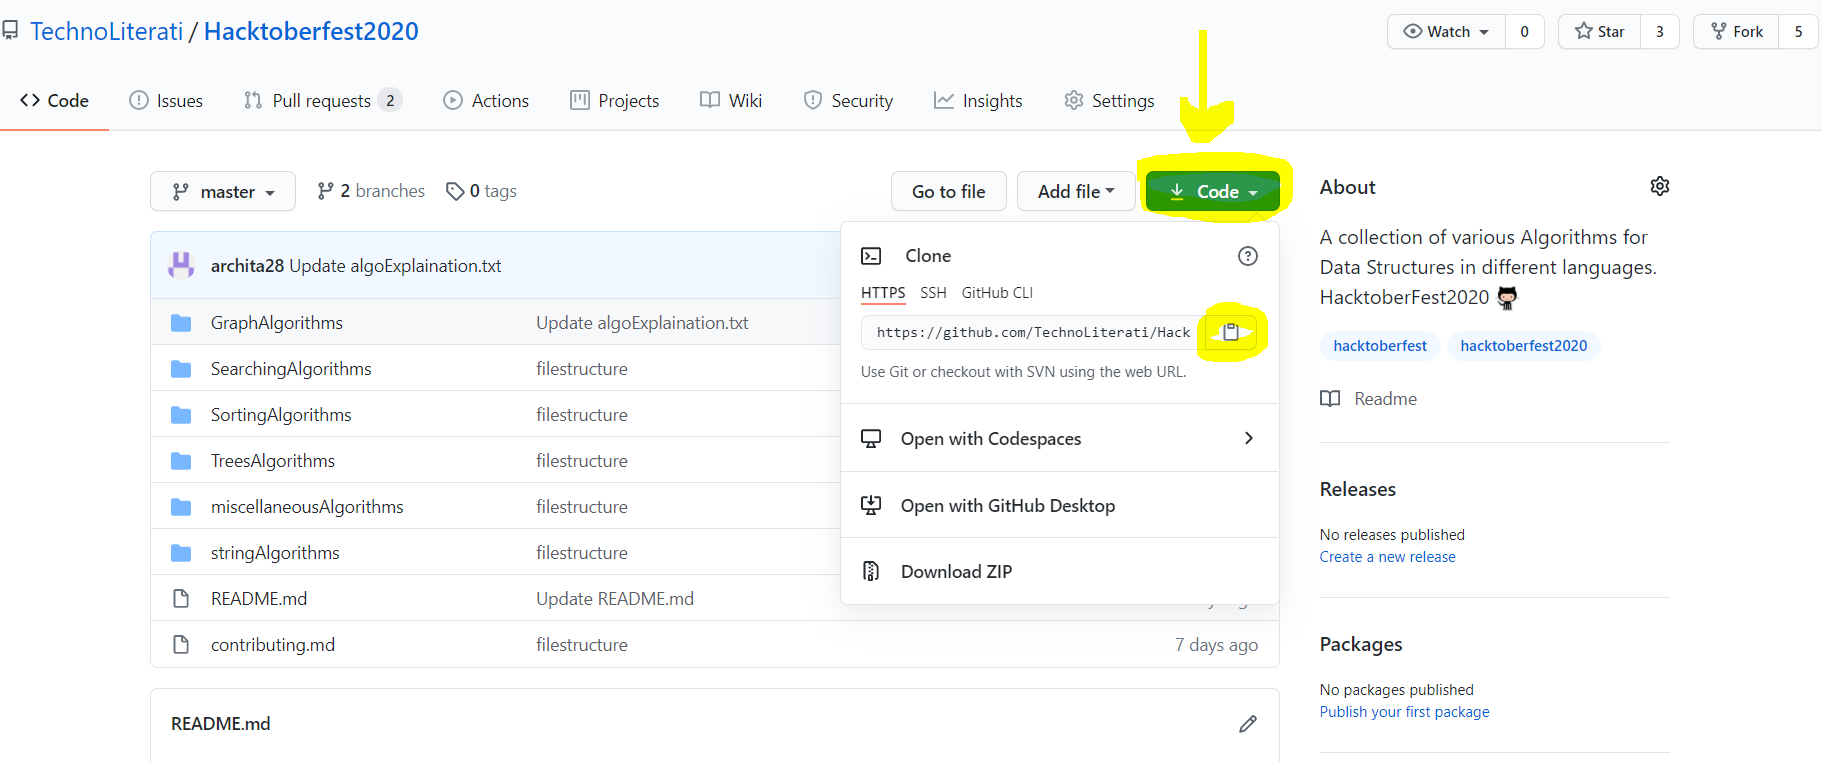 TechnoLiterati / Hacktoberfest2020
Watch 0 Star 3 Fork 5
Code Issues Pull requests 2 Actions Projects Wiki Security Insights Settings
master 2 branches 0 tags Go to file Add file Code
archita28 Update algoExplaination.txt
GraphAlgorithms Update algoExplaination.txt
SearchingAlgorithms filestructure
SortingAlgorithms filestructure
TreesAlgorithms filestructure
miscellaneousAlgorithms filestructure
stringAlgorithms filestructure
README.md Update README.md
contributing.md filestructure 7 days ago
README.md
Clone
HTTPS SSH GitHub CLI
https://github.com/TechnoLiterati/Hack
Use Git or checkout with SVN using the web URL.
Open with Codespaces
Open with GitHub Desktop
Download ZIP
About
A collection of various Algorithms for
Data Structures in different languages.
HacktoberFest2020
hacktoberfest hacktoberfest2020
Readme
Releases
No releases published
Create a new release
Packages
No packages published
Publish your first package